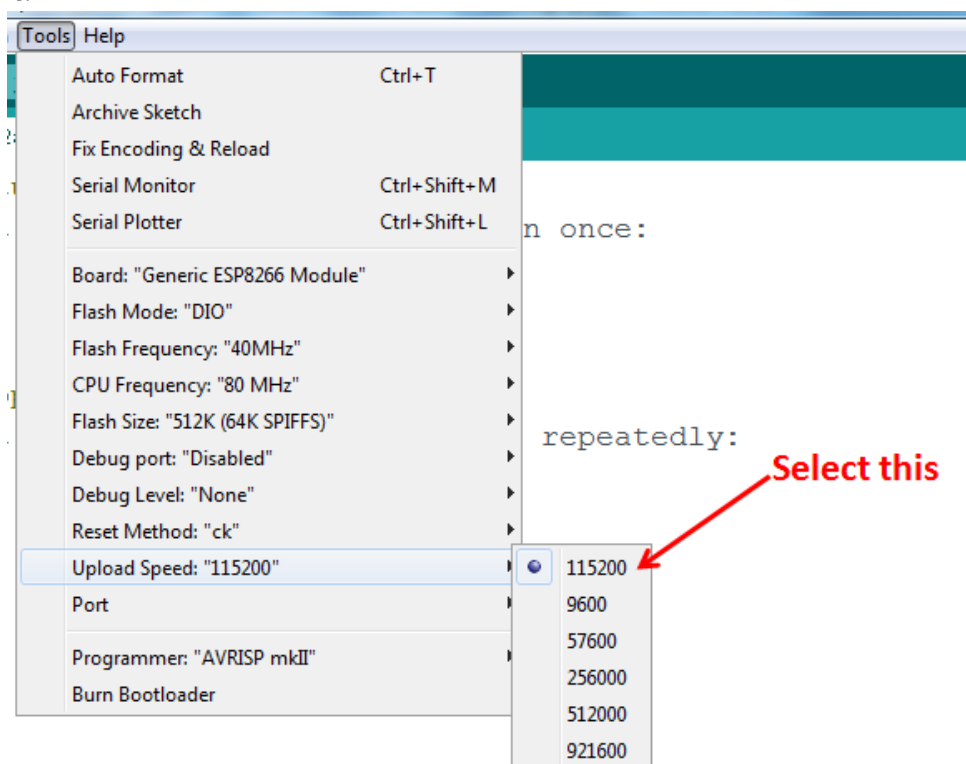 Tools Help
Auto Format Ctrl+T
Archive Sketch
Fix Encoding & Reload
Serial Monitor Ctrl+Shift+M
Serial Plotter Ctrl+Shift+L
n once:
Board: "Generic ESP8266 Module"
Flash Mode: "DIO"
Flash Frequency: "40MHz"
CPU Frequency: "80 MHz"
Flash Size: "512K (64K SPIFFS)"
repeatedly:
Debug port: "Disabled"
Select this
Debug Level: "None"
Reset Method: "ck"
Upload Speed: "115200" 115200
Port 9600
57600
Programmer: "AVRISP mkII"
256000
Burn Bootloader
512000
921600